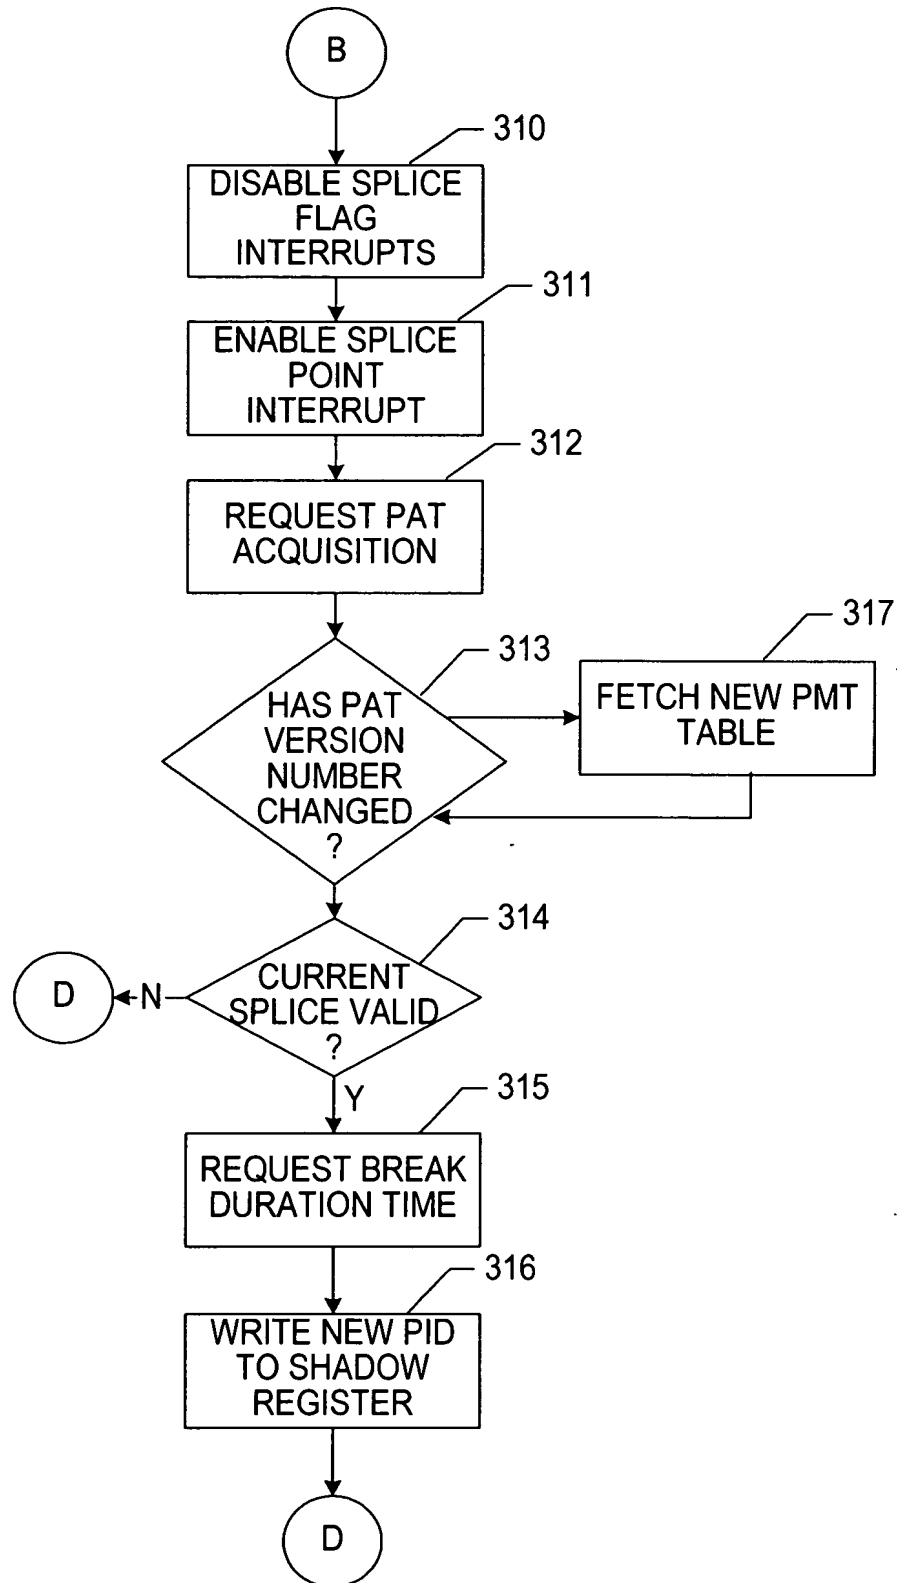 B
310
DISABLE SPLICE
FLAG
INTERRUPTS
311
ENABLE SPLICE
POINT
INTERRUPT
312
REQUEST PAT
ACQUISITION
313
HAS PAT
VERSION
NUMBER
CHANGED
?
317
FETCH NEW PMT
TABLE
314
CURRENT
SPLICE VALID
?
N
D
Y
315
REQUEST BREAK
DURATION TIME
316
WRITE NEW PID
TO SHADOW
REGISTER
D